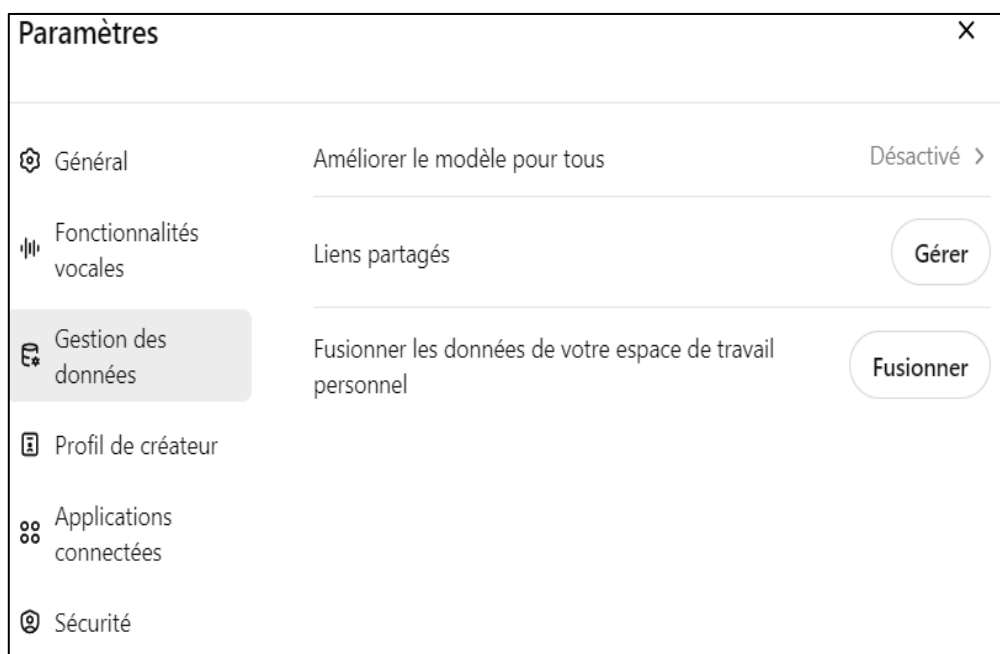 Paramètres
Général
Fonctionnalités
vocales
Gestion des
données
Profil de créateur
Applications
connectées
Sécurité
Améliorer le modèle pour tous
Désactivé
Liens partagés
Gérer
Fusionner les données de votre espace de travail
personnel
Fusionner